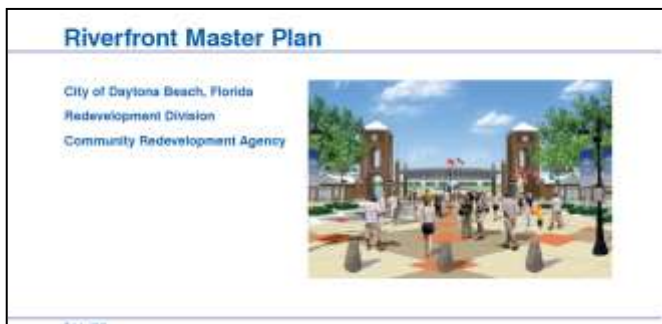 Riverfront Master Plan
City of Daytona Beach, Florida
Redevelopment Division
Community Redevelopment Agency